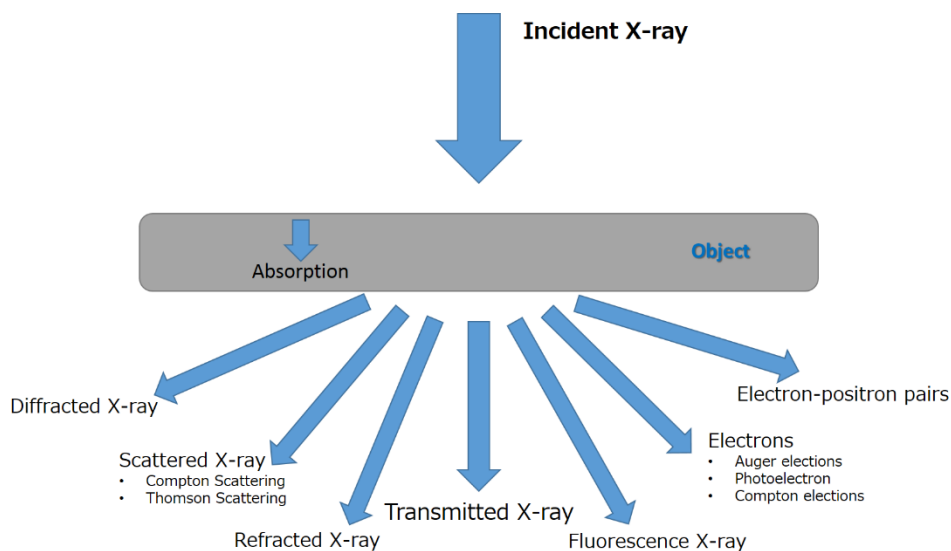 Incident X-ray
Object
Absorption
Diffracted X-ray
Electron-positron pairs
Scattered X-ray
• Compton Scattering
• Thomson Scattering
Electrons
• Auger elections
• Photoelectron
• Compton elections
Transmitted X-ray
Refracted X-ray
Fluorescence X-ray